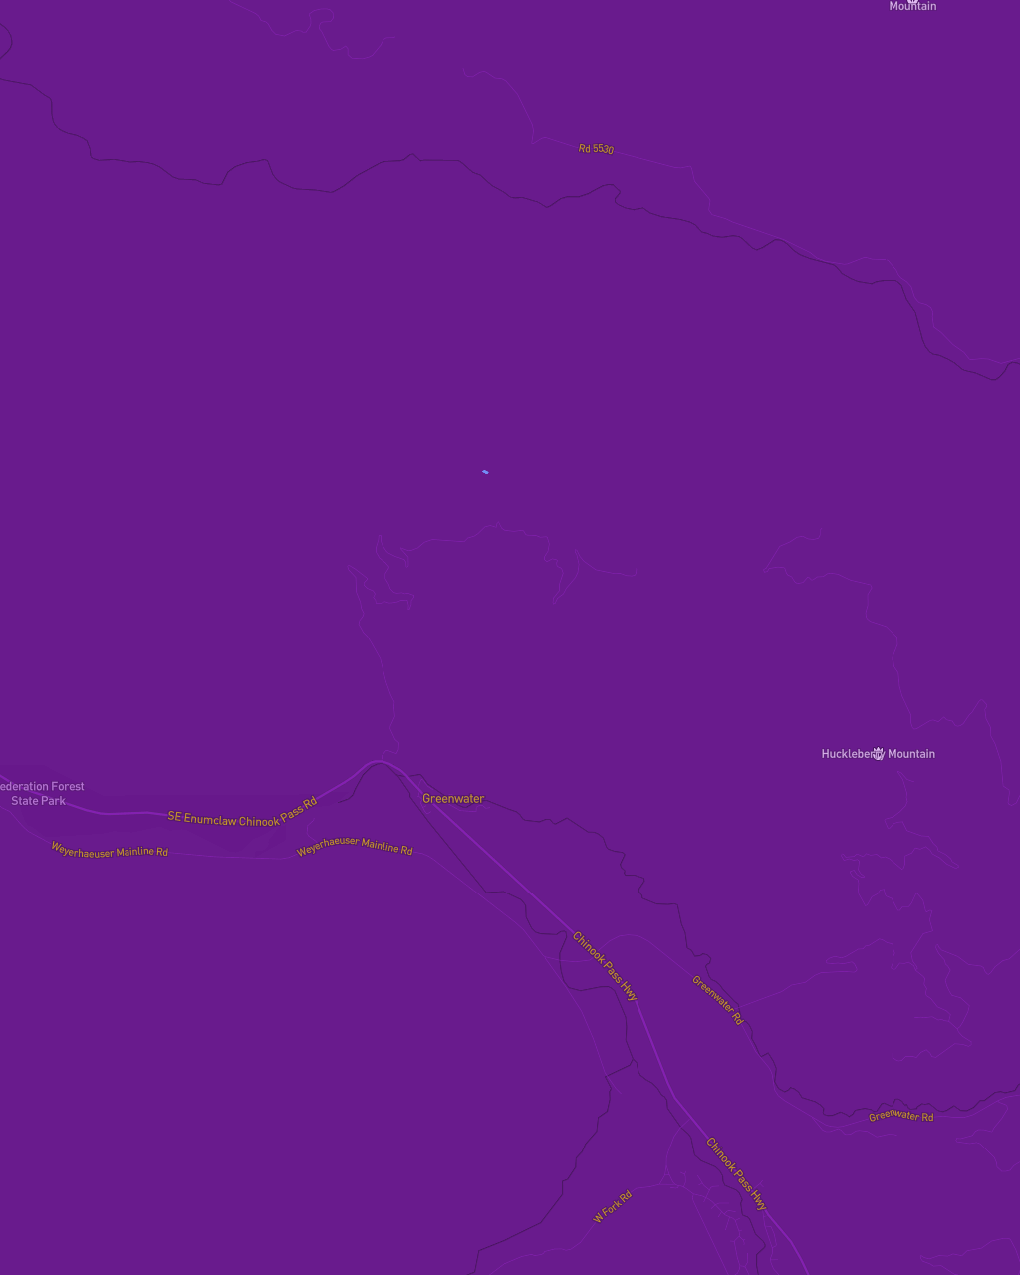 Mountain
Rd 5530
Huckleberry Mountain
ederation Forest
State Park
Greenwater
SE Enumclaw Chinook Pass Rd
Weyerhaeuser Mainline Rd
Weyerhaeuser Mainline Rd
Chinook Pass Hwy
Greenwater Rd
Greenwater Rd
Chinook Pass Hwy
W Fork Rd